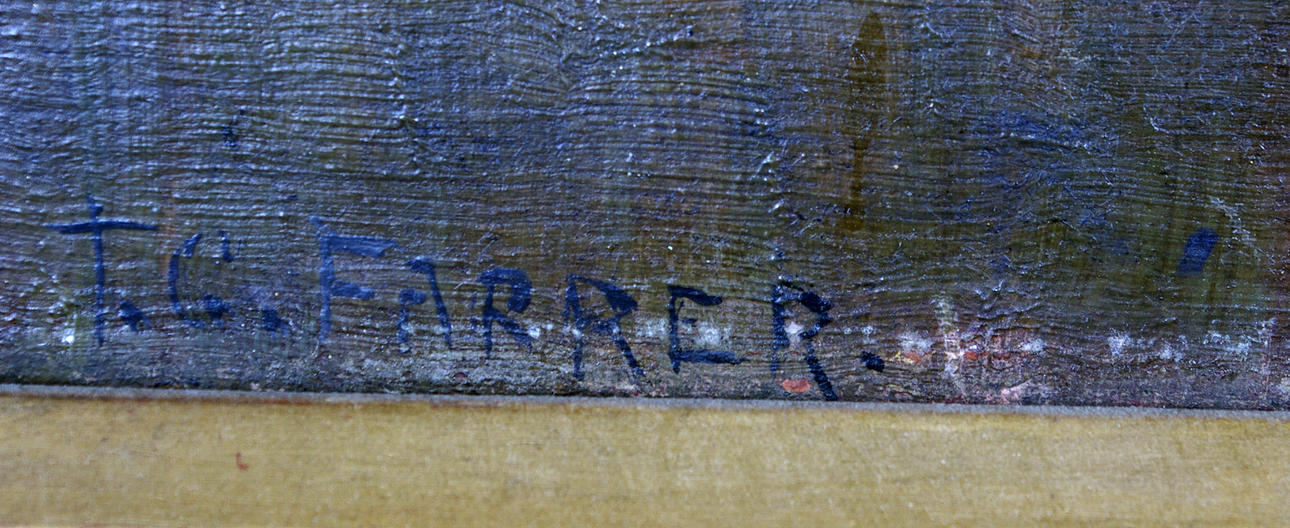 T. C. FARRER.